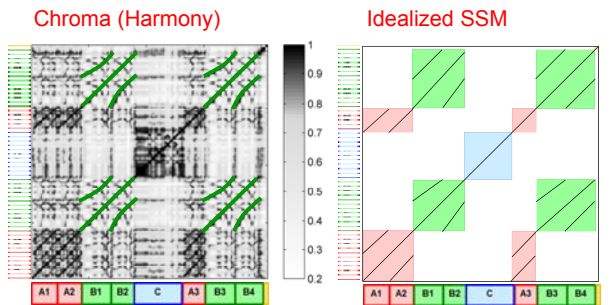 Chroma (Harmony)
Idealized SSM
1
0.9
0.8
0.7
0.6
0.5
0.4
0.3
0.2
A1 A2 B1 B2 C A3 B3 B4
A1 A2 B1 B2 C A3 B3 B4